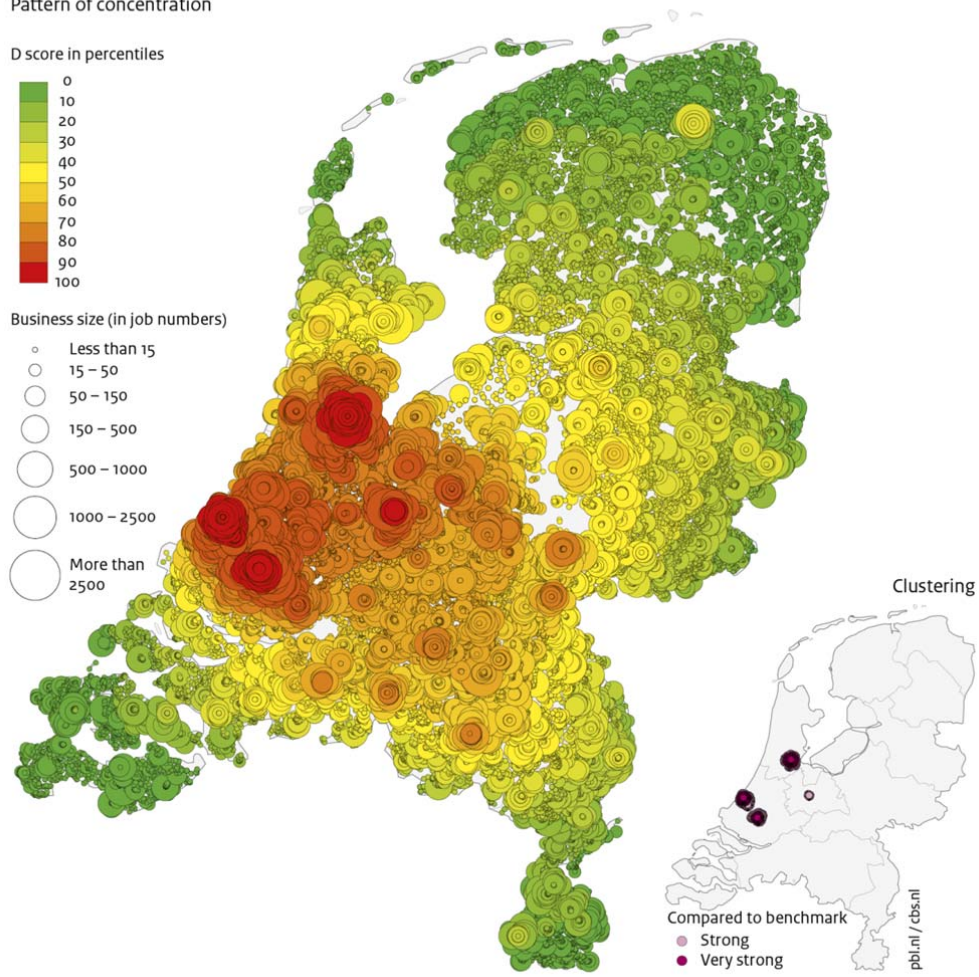 Pattern of concentration
D score in percentiles
0
10
20
30
40
50
60
70
80
90
100
Business size (in job numbers)
Less than 15
15 – 50
50 – 150
150 – 500
500 – 1000
1000 – 2500
More than
2500
Clustering
Compared to benchmark
Strong
Very strong
pbl.nl / cbs.nl